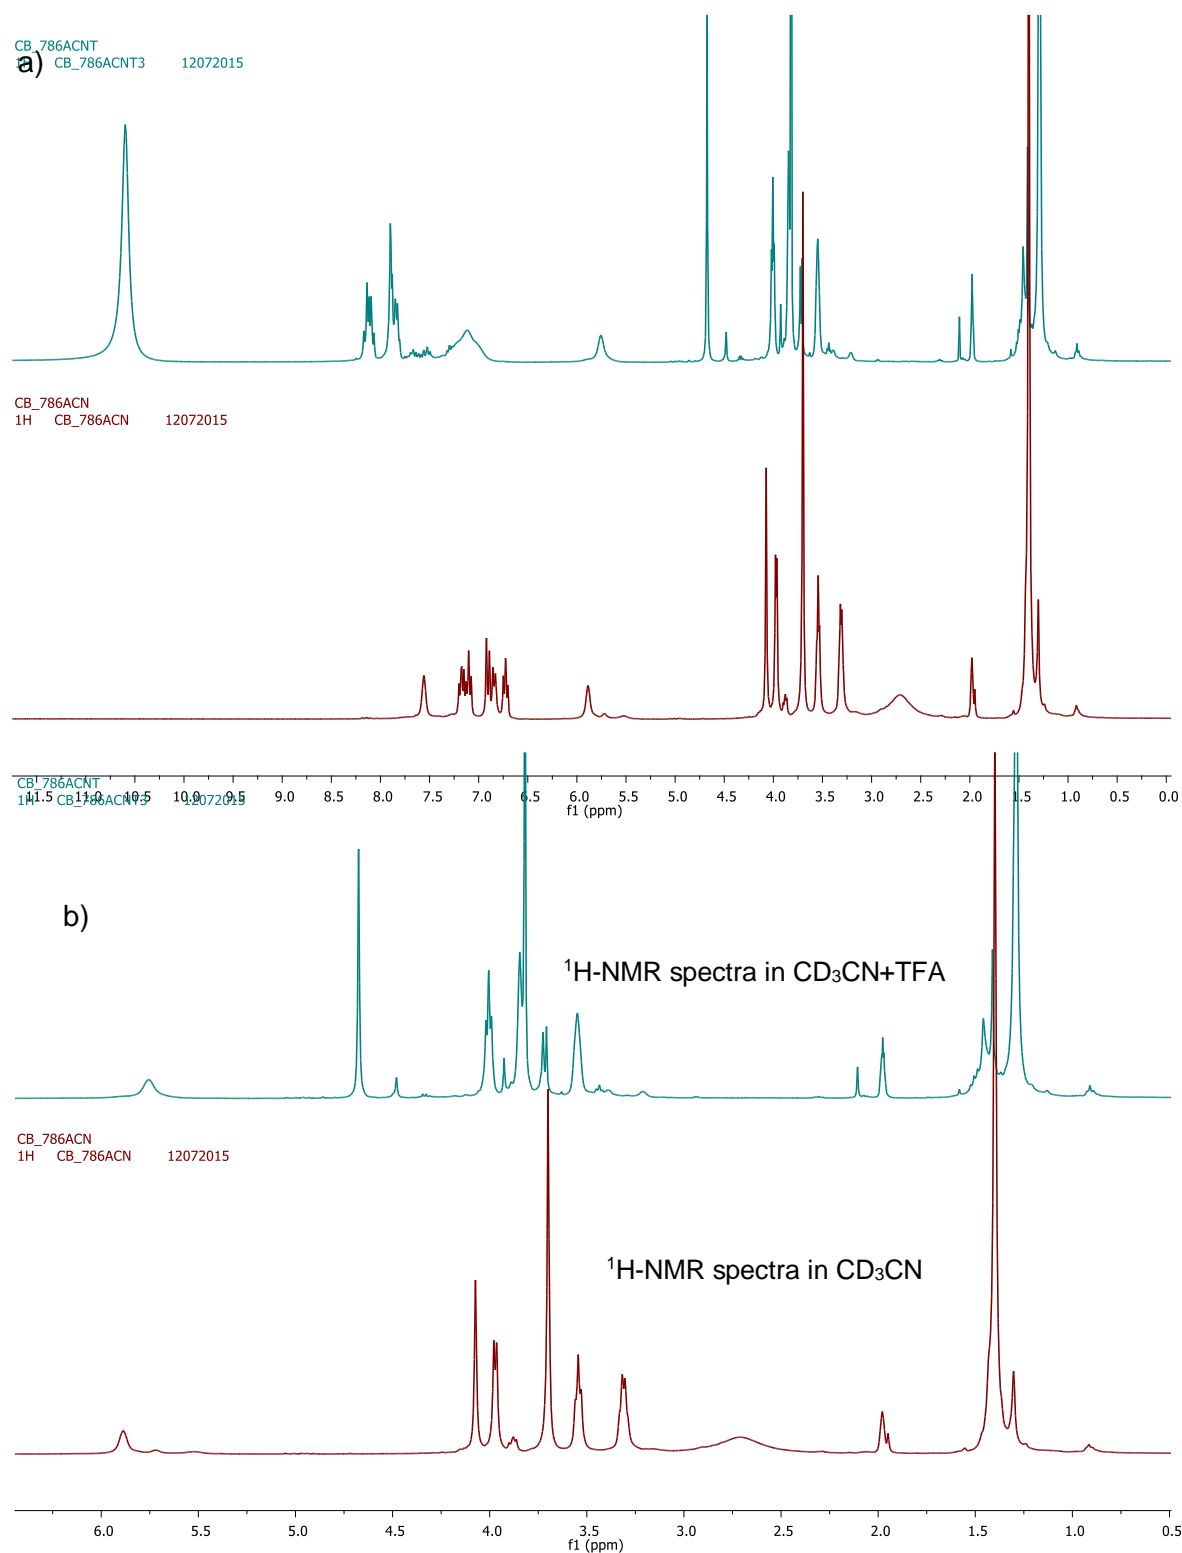 CB_786ACNT
a)
1H CB_786ACNT3 12072015
CB_786ACN
1H CB_786ACN 12072015
11.5 11.0 10.5 10.0 9.5 9.0 8.5 8.0 7.5 7.0 6.5 6.0 5.5 5.0 4.5 4.0 3.5 3.0 2.5 2.0 1.5 1.0 0.5 0.0
f1 (ppm)
CB_786ACNT
1H CB_786ACNT3 12072015
b)
¹H-NMR spectra in CD₃CN+TFA
CB_786ACN
1H CB_786ACN 12072015
¹H-NMR spectra in CD₃CN
6.0 5.5 5.0 4.5 4.0 3.5 3.0 2.5 2.0 1.5 1.0 0.5
f1 (ppm)